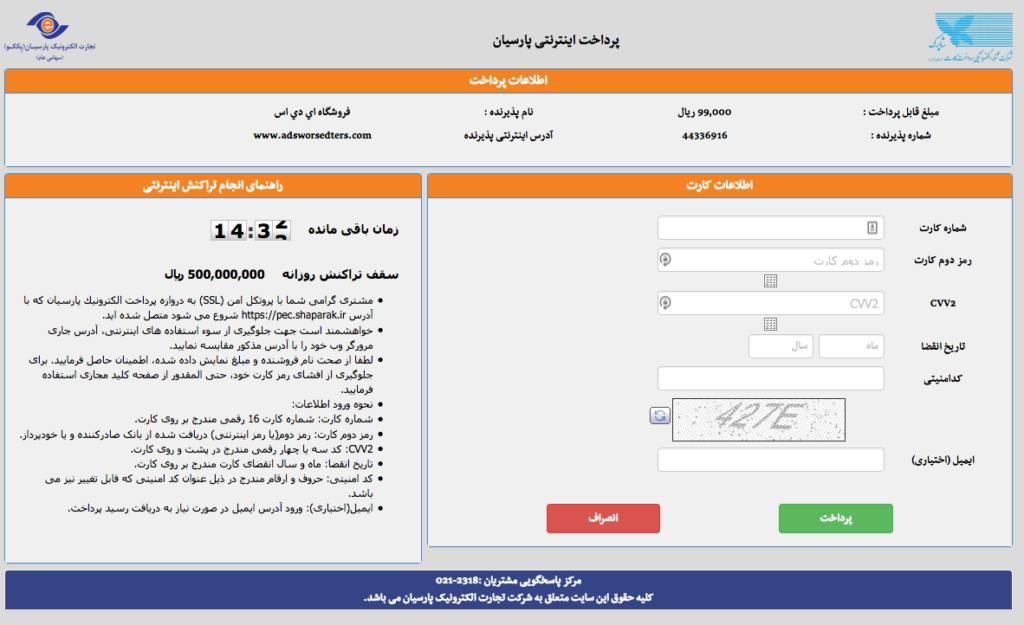 پرداخت اینترنتی پارسیان
تجارت الکترونیک پارسیان(پککو)
(سهامی عام)
اطلاعات پرداخت
مبلغ قابل پرداخت : 99,000 ریال نام پذیرنده : فروشگاه اي دي اس
شماره پذیرنده : 44336916 آدرس اینترنتی پذیرنده www.adsworsedters.com
اطلاعات کارت
شماره کارت
رمز دوم کارت رمز دوم کارت
CVV2 CVV2
تاریخ انقضا ماه سال
کدامنیتی
427E
ایمیل (اختیاری)
پرداخت انصراف
راهنمای انجام تراکنش اینترنتی
زمان باقی مانده 14:32
سقف تراکنش روزانه 500,000,000 ریال
مشتری گرامی شما با پروتکل امن (SSL) به دروازه پرداخت الکترونیک پارسیان که با
آدرس https://pec.shaparak.ir شروع می شود متصل شده اید.
خواهشمند است جهت جلوگیری از سوء استفاده های اینترنتی، آدرس جاری
مرورگر وب خود را با آدرس مذکور مقایسه نمایید.
لطفا از صحت نام فروشنده و مبلغ نمایش داده شده، اطمینان حاصل فرمایید. برای
جلوگیری از افشای رمز کارت خود، حتی المقدور از صفحه کلید مجازی استفاده
فرمایید.
نحوه ورود اطلاعات:
شماره کارت: شماره کارت 16 رقمی مندرج بر روی کارت.
رمز دوم کارت: رمز دوم(یا رمز اینترنتی) دریافت شده از بانک صادرکننده و یا خودپرداز.
CVV2: کد سه یا چهار رقمی مندرج در پشت و روی کارت.
تاریخ انقضا: ماه و سال انقضای کارت مندرج بر روی کارت.
کد امنیتی: حروف و ارقام مندرج در ذیل عنوان کد امنیتی که قابل تغییر نیز می
باشد.
ایمیل(اختیاری): ورود آدرس ایمیل در صورت نیاز به دریافت رسید پرداخت.
مرکز پاسخگویی مشتریان :2318-021
کلیه حقوق این سایت متعلق به شرکت تجارت الکترونیک پارسیان می باشد.